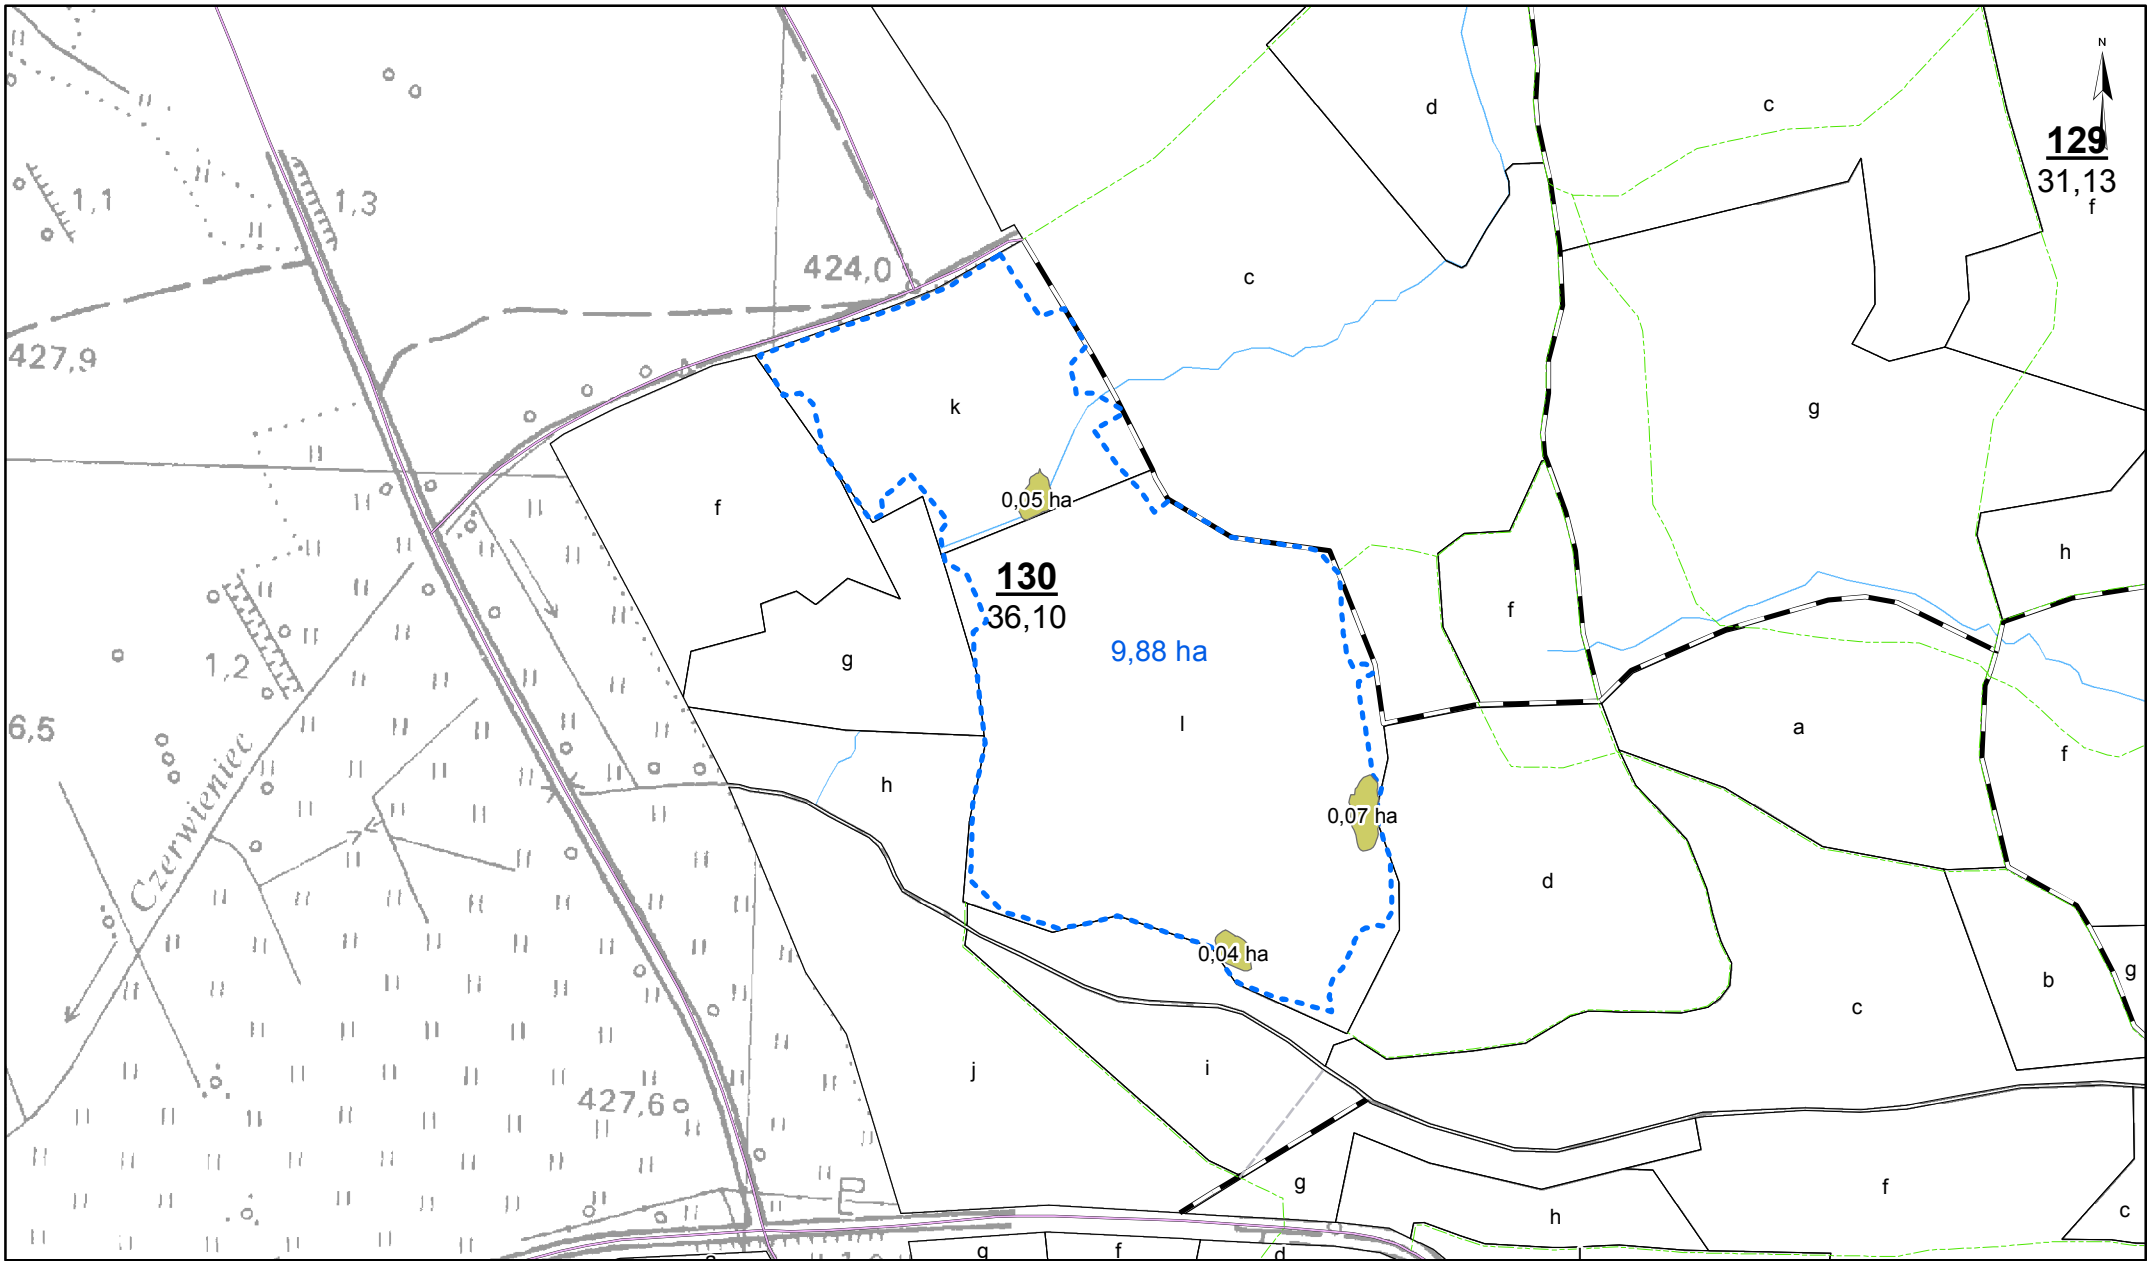 N
d
c
129
31,13
f
1,1
1,3
424,0
c
427,9
k
g
f
0,05 ha
h
130
36,10
f
9,88 ha
g
1,2
6,5
l
a
f
h
0,07 ha
Czerwieniec
d
0,04 ha
b
g
c
j
i
427,6
g
f
h
c
g
f
d